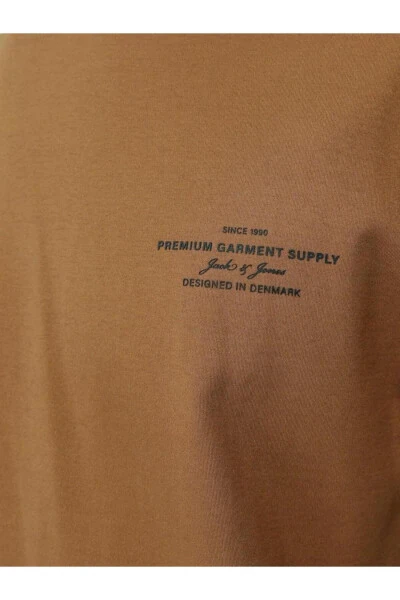 SINCE 1990
PREMIUM GARMENT SUPPLY
Jack & Jones
DESIGNED IN DENMARK